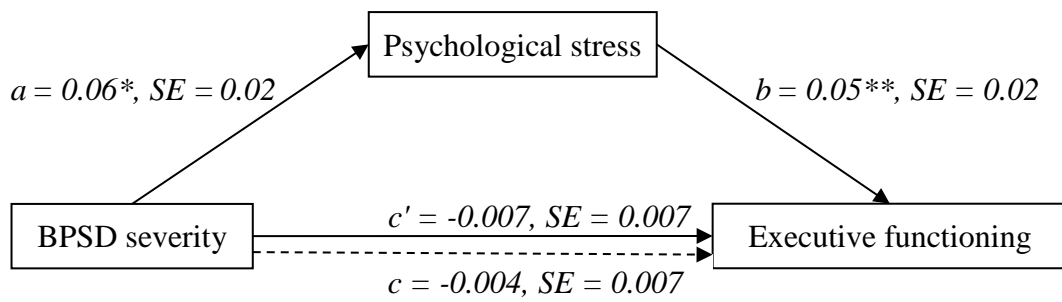 Psychological stress
a = 0.06*, SE = 0.02
b = 0.05**, SE = 0.02
BPSD severity
c' = -0.007, SE = 0.007
Executive functioning
c = -0.004, SE = 0.007